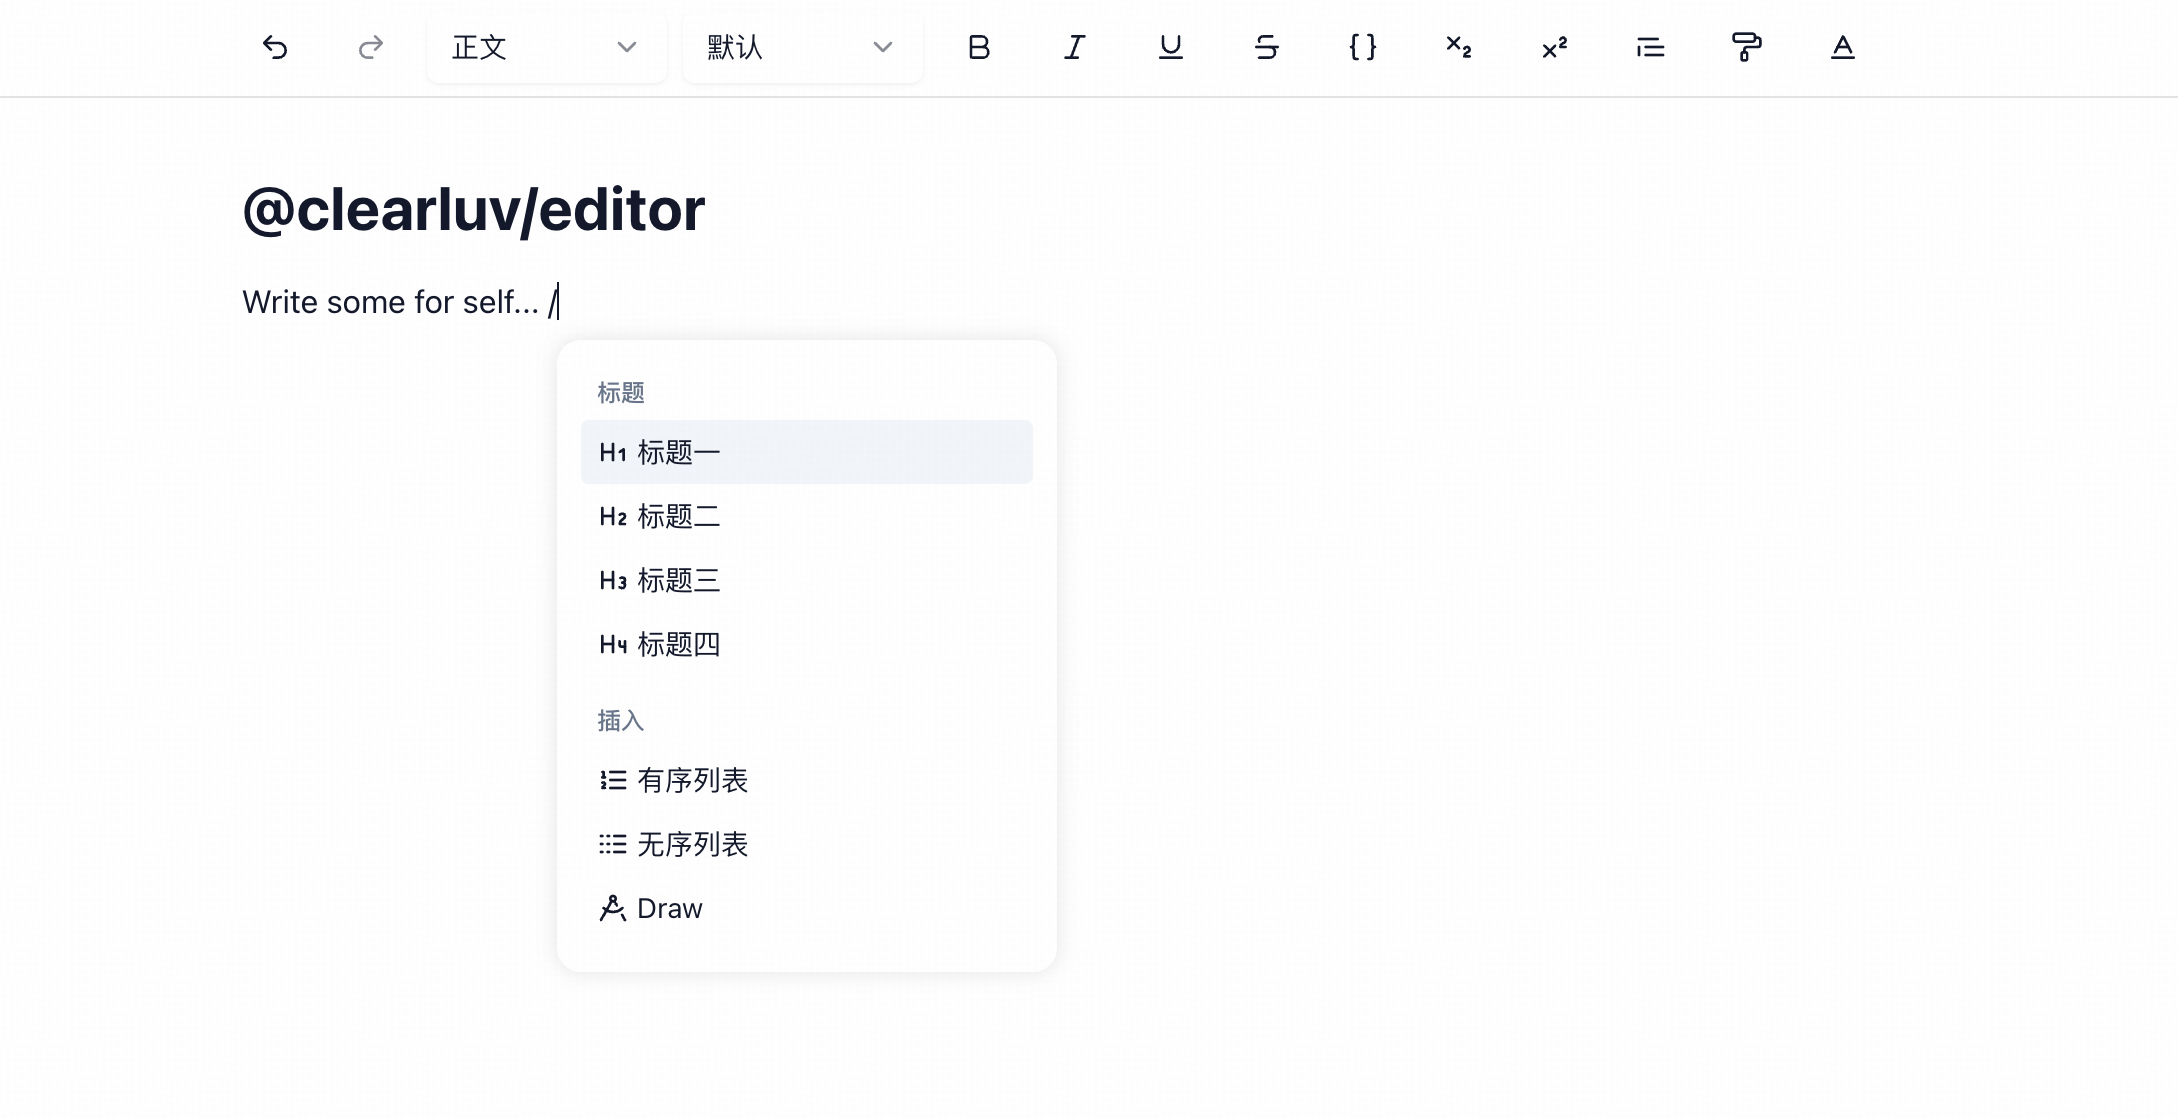 正文 默认 B I U S {} ×₂ ×² A
@clearluv/editor
Write some for self... /
标题
H1 标题一
H2 标题二
H3 标题三
H4 标题四
插入
有序列表
无序列表
Draw